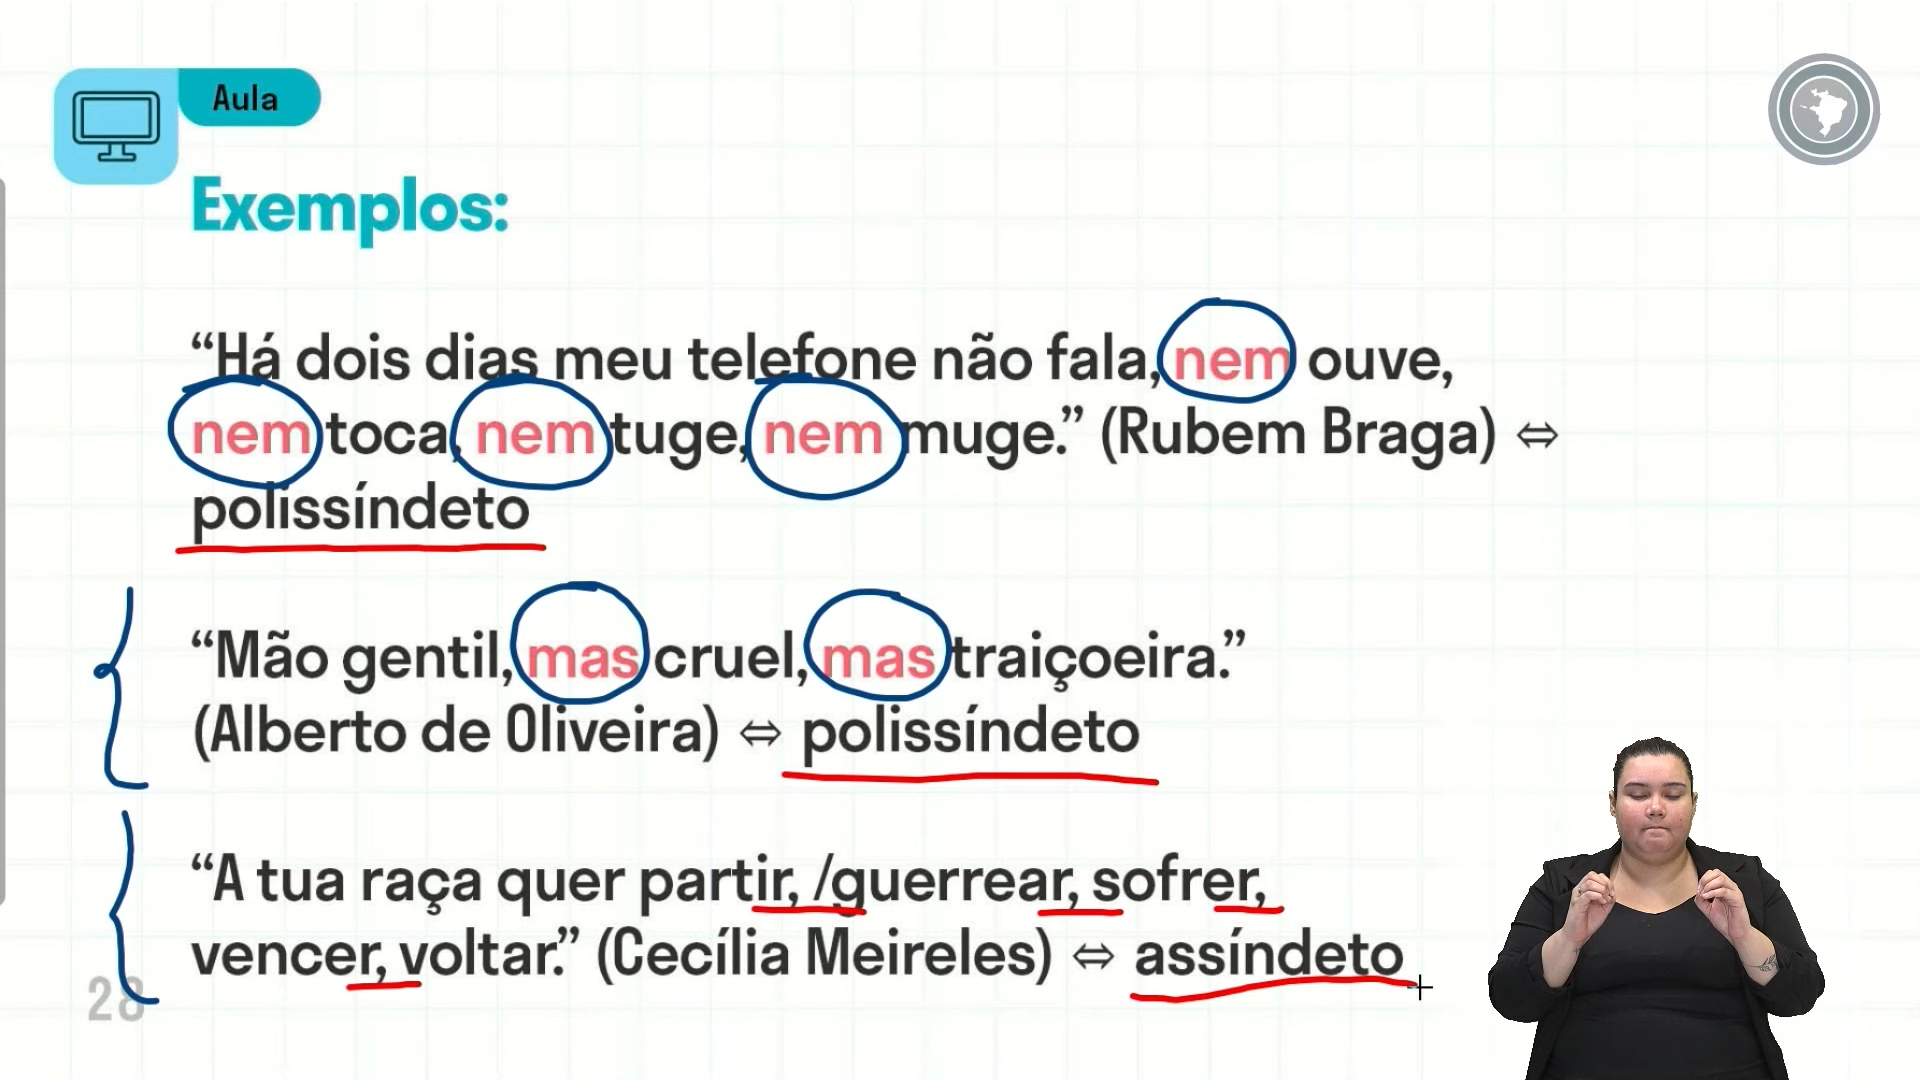 Aula
Exemplos:
“Há dois dias meu telefone não fala, nem ouve,
nem toca, nem tuge, nem muge.” (Rubem Braga) ⇔
polissíndeto
“Mão gentil, mas cruel, mas traiçoeira.”
(Alberto de Oliveira) ⇔ polissíndeto
“A tua raça quer partir, /guerrear, sofrer,
vencer, voltar.” (Cecília Meireles) ⇔ assíndeto
28